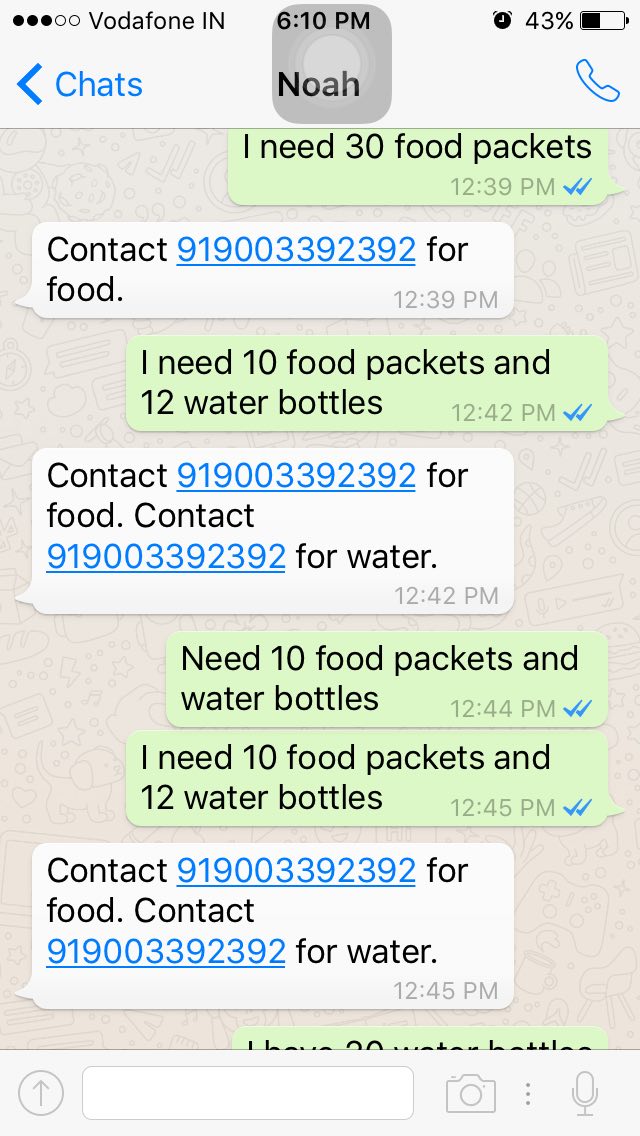 Vodafone IN 6:10 PM 43%
Chats Noah
I need 30 food packets
12:39 PM
Contact 919003392392 for
food.
12:39 PM
I need 10 food packets and
12 water bottles
12:42 PM
Contact 919003392392 for
food. Contact
919003392392 for water.
12:42 PM
Need 10 food packets and
water bottles
12:44 PM
I need 10 food packets and
12 water bottles
12:45 PM
Contact 919003392392 for
food. Contact
919003392392 for water.
12:45 PM
I have 20 water bottles